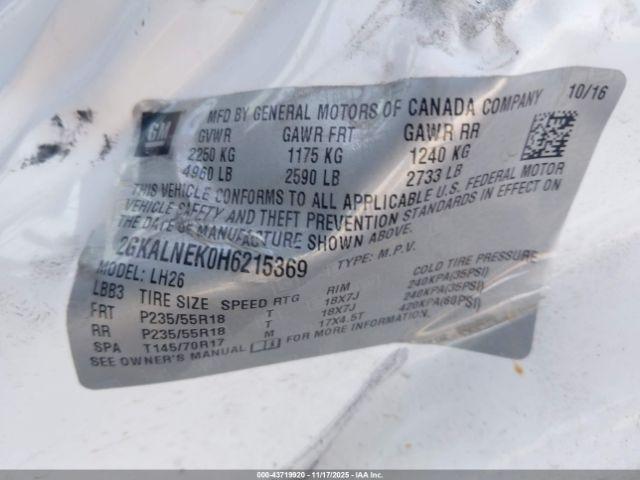 GM
MFD BY GENERAL MOTORS OF CANADA COMPANY 10/16
GVWR GAWR FRT GAWR RR
2250 KG 1175 KG 1240 KG
4960 LB 2590 LB 2733 LB
THIS VEHICLE CONFORMS TO ALL APPLICABLE U.S. FEDERAL MOTOR
VEHICLE SAFETY AND THEFT PREVENTION STANDARDS IN EFFECT ON
THE DATE OF MANUFACTURE SHOWN ABOVE.
2GKALNEK0H6215369 TYPE: M.P.V.
MODEL: LH26
LBB3 TIRE SIZE SPEED RTG RIM COLD TIRE PRESSURE
FRT P235/55R18 T 18X7J 240KPA(35PSI)
RR P235/55R18 T 18X7J 240KPA(35PSI)
SPA T145/70R17 M 17X4.5T 420KPA(60PSI)
SEE OWNER'S MANUAL FOR MORE INFORMATION.
000-43719920 - 11/17/2025 - IAAI.COM